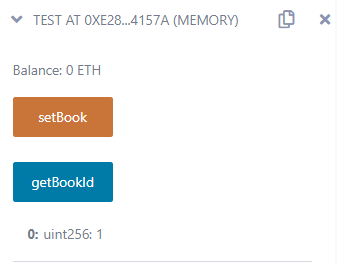 TEST AT 0XE28...4157A (MEMORY)
Balance: 0 ETH
setBook
getBookId
0: uint256: 1